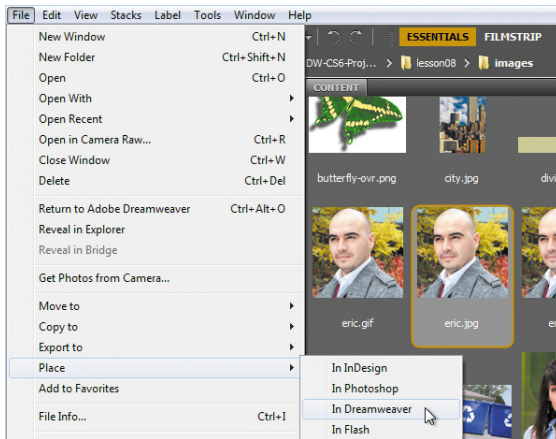 File Edit View Stacks Label Tools Window Help
New Window Ctrl+N
New Folder Ctrl+Shift+N
Open Ctrl+O
Open With
Open Recent
Open in Camera Raw... Ctrl+R
Close Window Ctrl+W
Delete Ctrl+Del
Return to Adobe Dreamweaver Ctrl+Alt+O
Reveal in Explorer
Reveal in Bridge
Get Photos from Camera...
Move to
Copy to
Export to
Place
Add to Favorites
File Info... Ctrl+I
In InDesign
In Photoshop
In Dreamweaver
In Flash
ESSENTIALS FILMSTRIP
DW-CS6-Proj... > lesson08 > images
CONTENT
butterfly-ovr.png city.jpg divi
eric.gif eric.jpg er